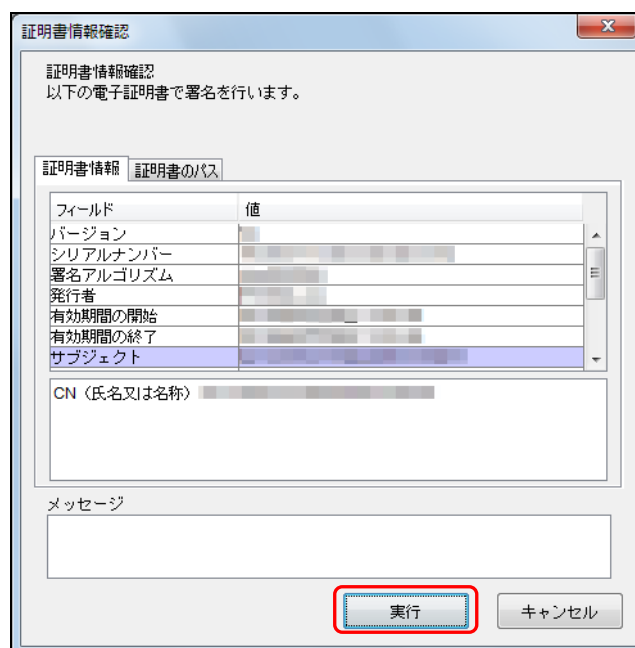 証明書情報確認
証明書情報確認
以下の電子証明書で署名を行います。
証明書情報 証明書のパス
フィールド 値
バージョン
シリアルナンバー
署名アルゴリズム
発行者
有効期間の開始
有効期間の終了
サブジェクト
CN（氏名又は名称）
メッセージ
実行 キャンセル